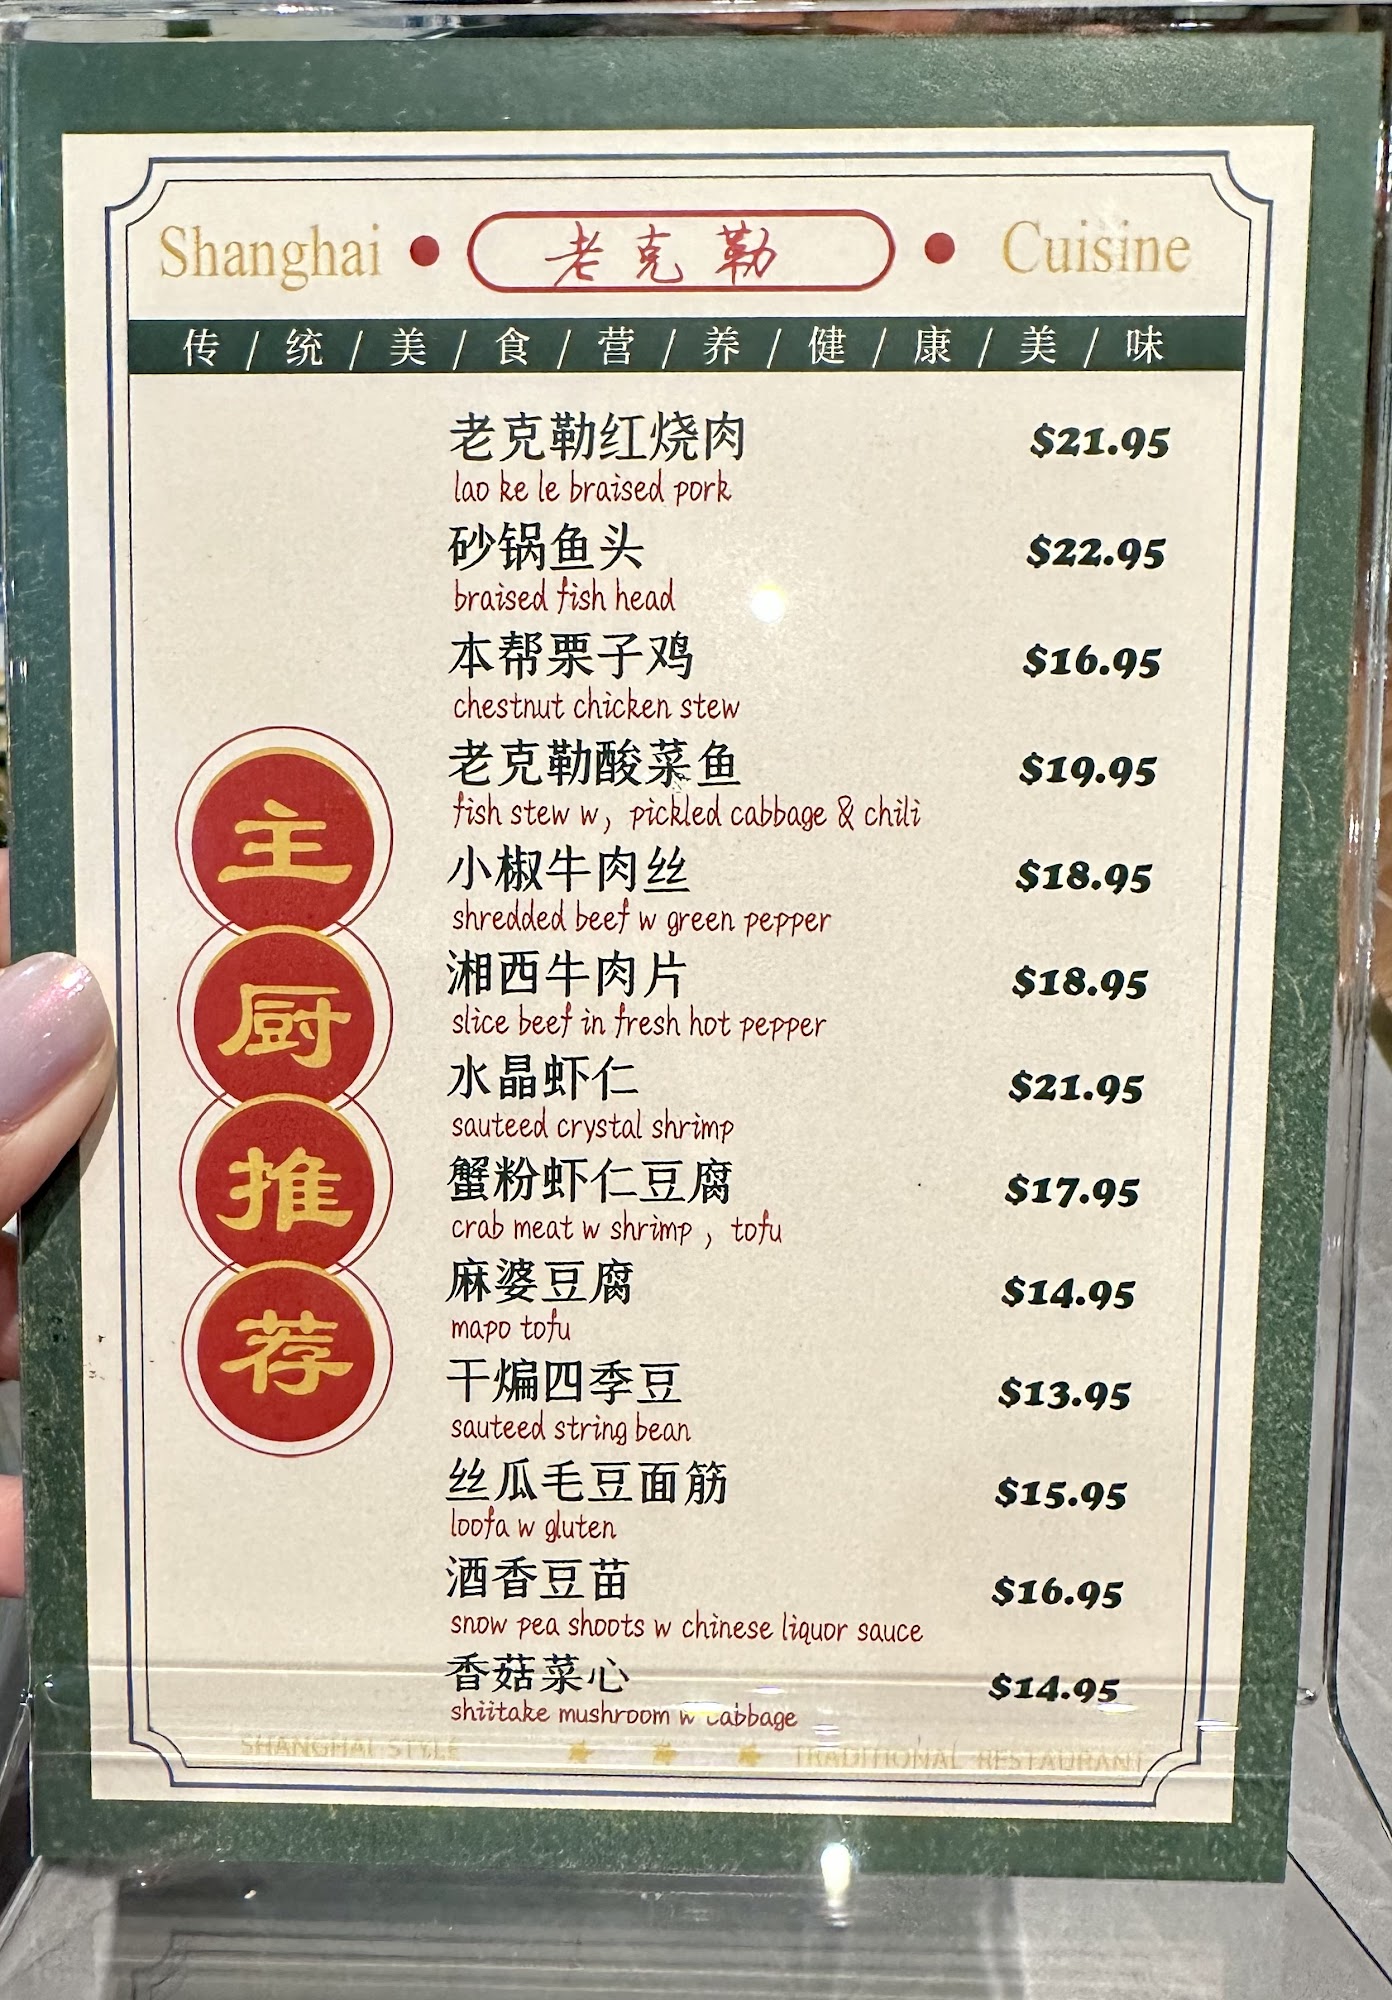 Shanghai • 老克勒 • Cuisine
传 / 统 / 美 / 食 / 营 / 养 / 健 / 康 / 美 / 味
主厨推荐
老克勒红烧肉 $21.95
lao ke le braised pork
砂锅鱼头 $22.95
braised fish head
本帮栗子鸡 $16.95
chestnut chicken stew
老克勒酸菜鱼 $19.95
fish stew w，pickled cabbage & chili
小椒牛肉丝 $18.95
shredded beef w green pepper
湘西牛肉片 $18.95
slice beef in fresh hot pepper
水晶虾仁 $21.95
sauteed crystal shrimp
蟹粉虾仁豆腐 $17.95
crab meat w shrimp，tofu
麻婆豆腐 $14.95
mapo tofu
干煸四季豆 $13.95
sauteed string bean
丝瓜毛豆面筋 $15.95
loofa w gluten
酒香豆苗 $16.95
snow pea shoots w chinese liquor sauce
香菇菜心 $14.95
shiitake mushroom w cabbage
SHANGHAI STYLE TRADITIONAL RESTAURANT